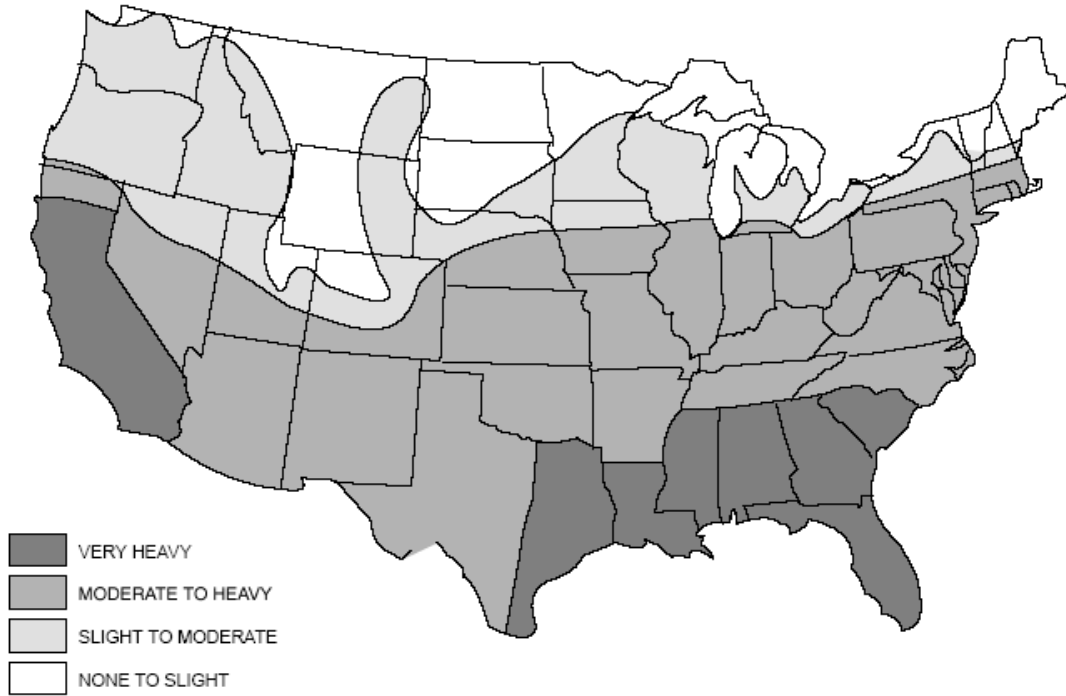 VERY HEAVY
MODERATE TO HEAVY
SLIGHT TO MODERATE
NONE TO SLIGHT